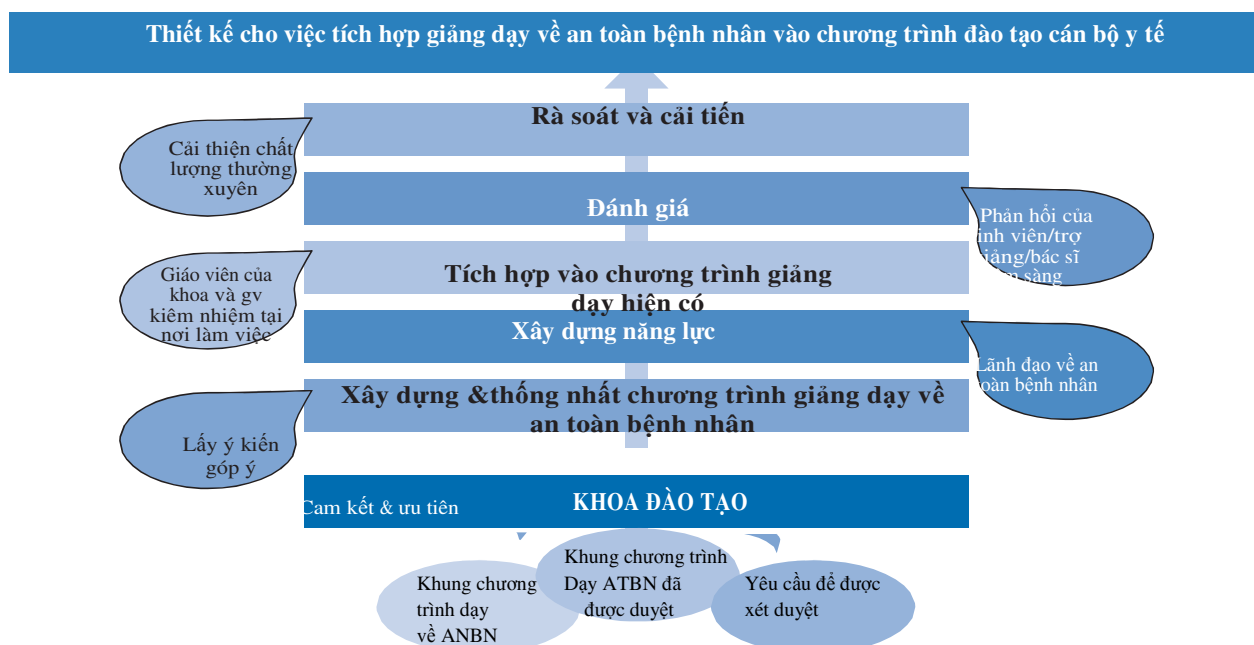 Thiết kế cho việc tích hợp giảng dạy về an toàn bệnh nhân vào chương trình đào tạo cán bộ y tế
Rà soát và cải tiến
Cải thiện chất
lượng thường
xuyên
Đánh giá
Phản hồi của
inh viên/trợ
iảng/bác sĩ
sàng
Tích hợp vào chương trình giảng
dạy hiện có
Giáo viên của
khoa và gv
kiêm nhiệm tại
nơi làm việc
Xây dựng năng lực
Lãnh đạo về an
toàn bệnh nhân
Xây dựng &thống nhất chương trình giảng dạy về
an toàn bệnh nhân
Lấy ý kiến
góp ý
Cam kết & ưu tiên
KHOA ĐÀO TẠO
Khung chương
trình dạy
về ANBN
Khung chương trình
Dạy ATBN đã
được duyệt
Yêu cầu để được
xét duyệt